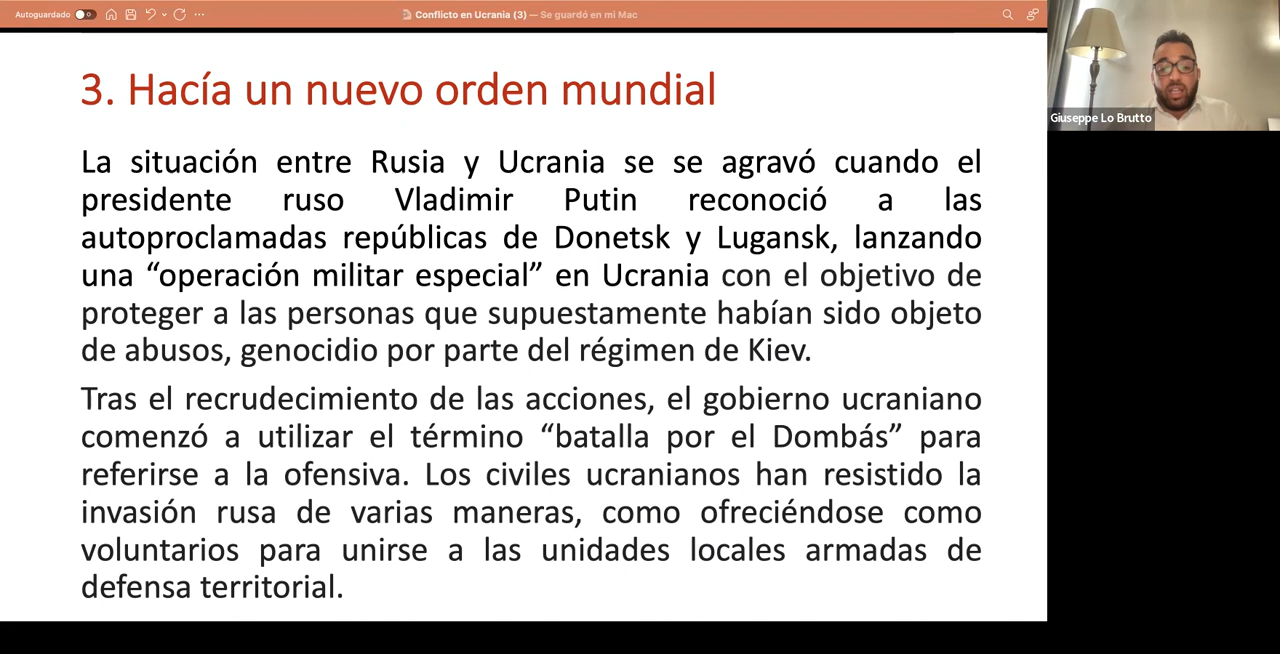 Autoguardado
Conflicto en Ucrania (3) — Se guardó en mi Mac
3. Hacía un nuevo orden mundial
La situación entre Rusia y Ucrania se se agravó cuando el
presidente ruso Vladimir Putin reconoció a las
autoproclamadas repúblicas de Donetsk y Lugansk, lanzando
una “operación militar especial” en Ucrania con el objetivo de
proteger a las personas que supuestamente habían sido objeto
de abusos, genocidio por parte del régimen de Kiev.
Tras el recrudecimiento de las acciones, el gobierno ucraniano
comenzó a utilizar el término “batalla por el Dombás” para
referirse a la ofensiva. Los civiles ucranianos han resistido la
invasión rusa de varias maneras, como ofreciéndose como
voluntarios para unirse a las unidades locales armadas de
defensa territorial.
Giuseppe Lo Brutto